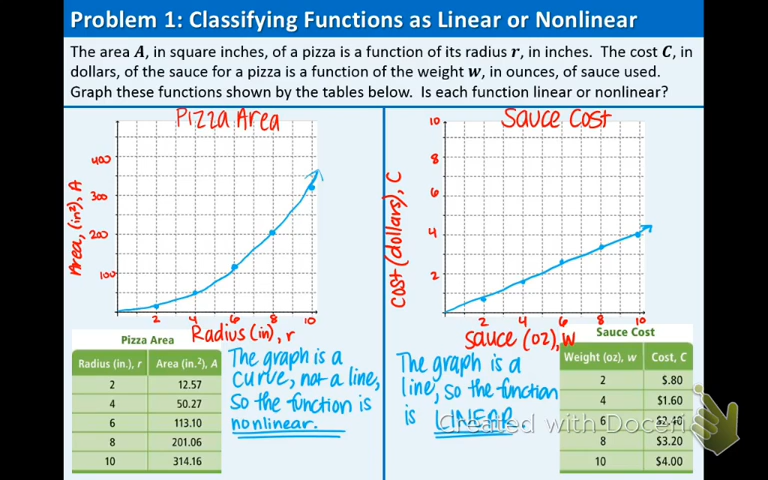 Problem 1: Classifying Functions as Linear or Nonlinear
The area A, in square inches, of a pizza is a function of its radius r, in inches. The cost C, in
dollars, of the sauce for a pizza is a function of the weight w, in ounces, of sauce used.
Graph these functions shown by the tables below. Is each function linear or nonlinear?
Pizza Area
400
300
200
100
Area, (in²), A
2 4 6 8 10
Radius (in), r
Pizza Area
Radius (in.), r Area (in.²), A
2 12.57
4 50.27
6 113.10
8 201.06
10 314.16
The graph is a
curve, not a line,
so the function is
nonlinear.
Sauce Cost
10
8
6
4
2
Cost (dollars), C
2 4 6 8 10
Sauce (oz), w
The graph is a
line, so the function
is LINEAR
Sauce Cost
Weight (oz), w Cost, C
2 $.80
4 $1.60
6 $2.40
8 $3.20
10 $4.00
Created with Doceri